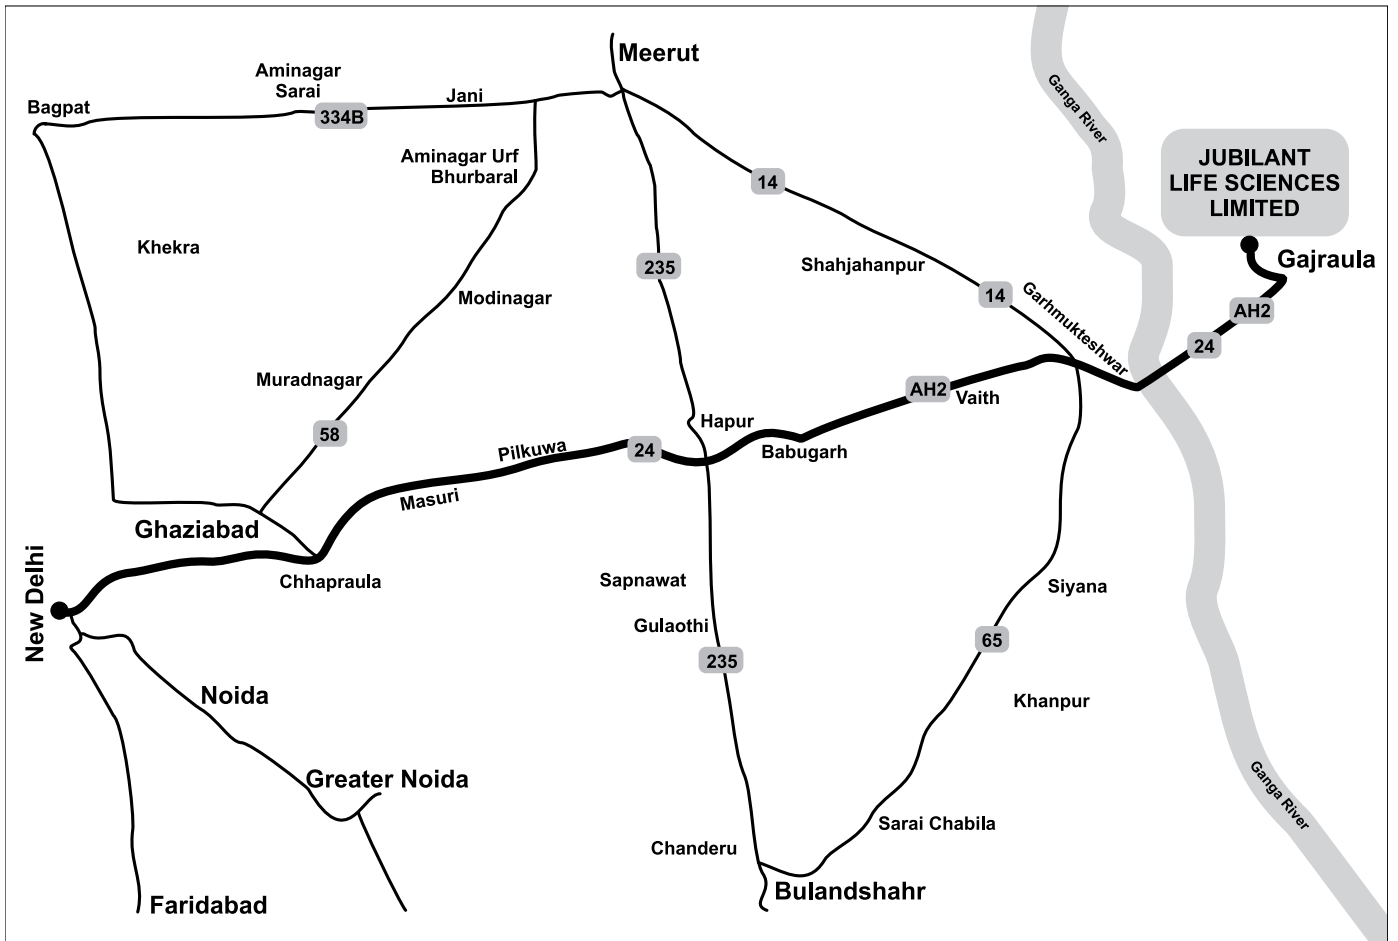 Meerut
Aminagar
Sarai
Jani
Bagpat
334B
Ganga River
Aminagar Urf
Bhurbaral
14
JUBILANT
LIFE SCIENCES
LIMITED
Khekra
235
Shahjahanpur
Gajraula
Modinagar
14
Garhmukteshwar
AH2
24
Muradnagar
AH2
Vaith
Hapur
58
Pilkuwa
24
Babugarh
Masuri
Ghaziabad
New Delhi
Chhapraula
Sapnawat
Siyana
Gulaothi
65
235
Noida
Khanpur
Greater Noida
Ganga River
Sarai Chabila
Chanderu
Bulandshahr
Faridabad